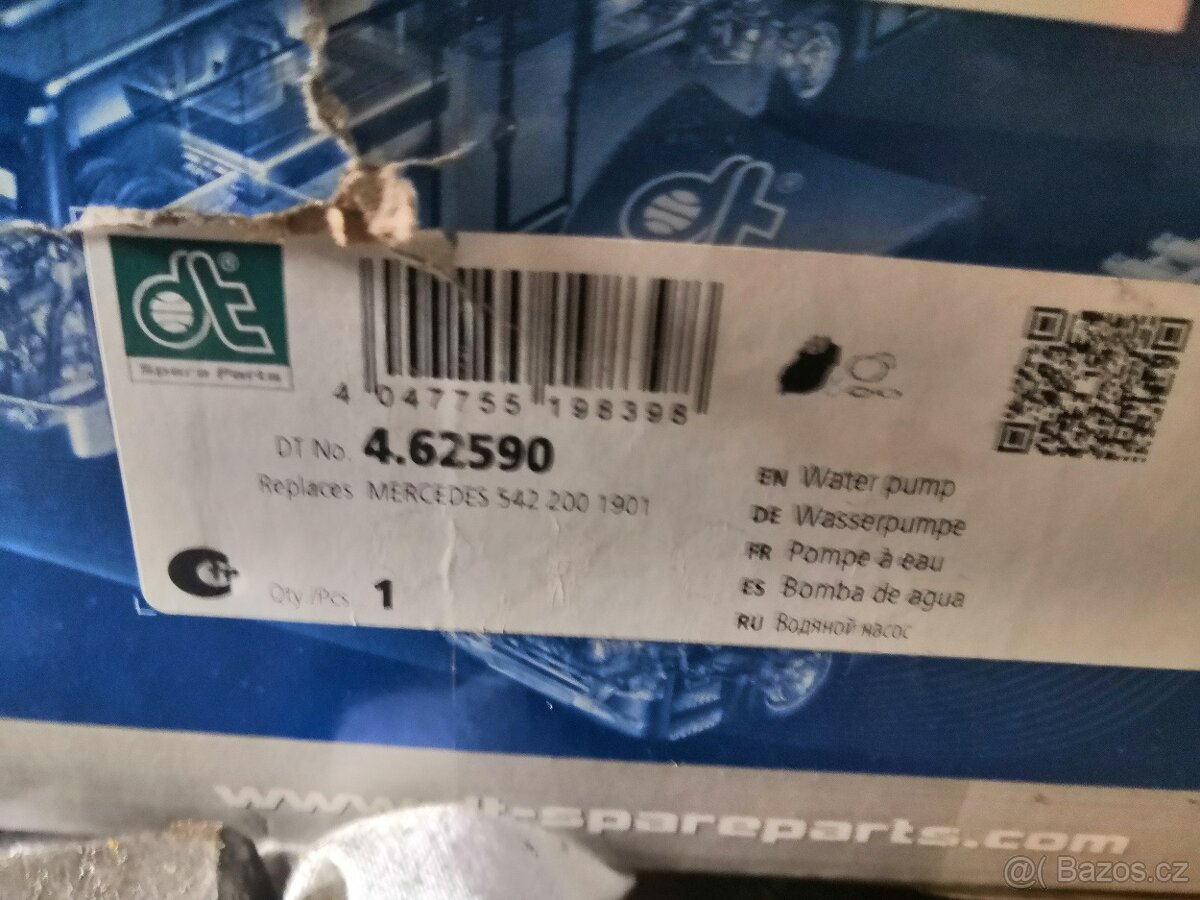 dt®
dt®
Spare Parts
4 047755 198398
DT No. 4.62590
Replaces MERCEDES 542 200 1901
Qty./Pcs 1
EN Water pump
DE Wasserpumpe
FR Pompe à eau
ES Bomba de agua
RU Водяной насос
www.dt-spareparts.com
@( Bazos.cz